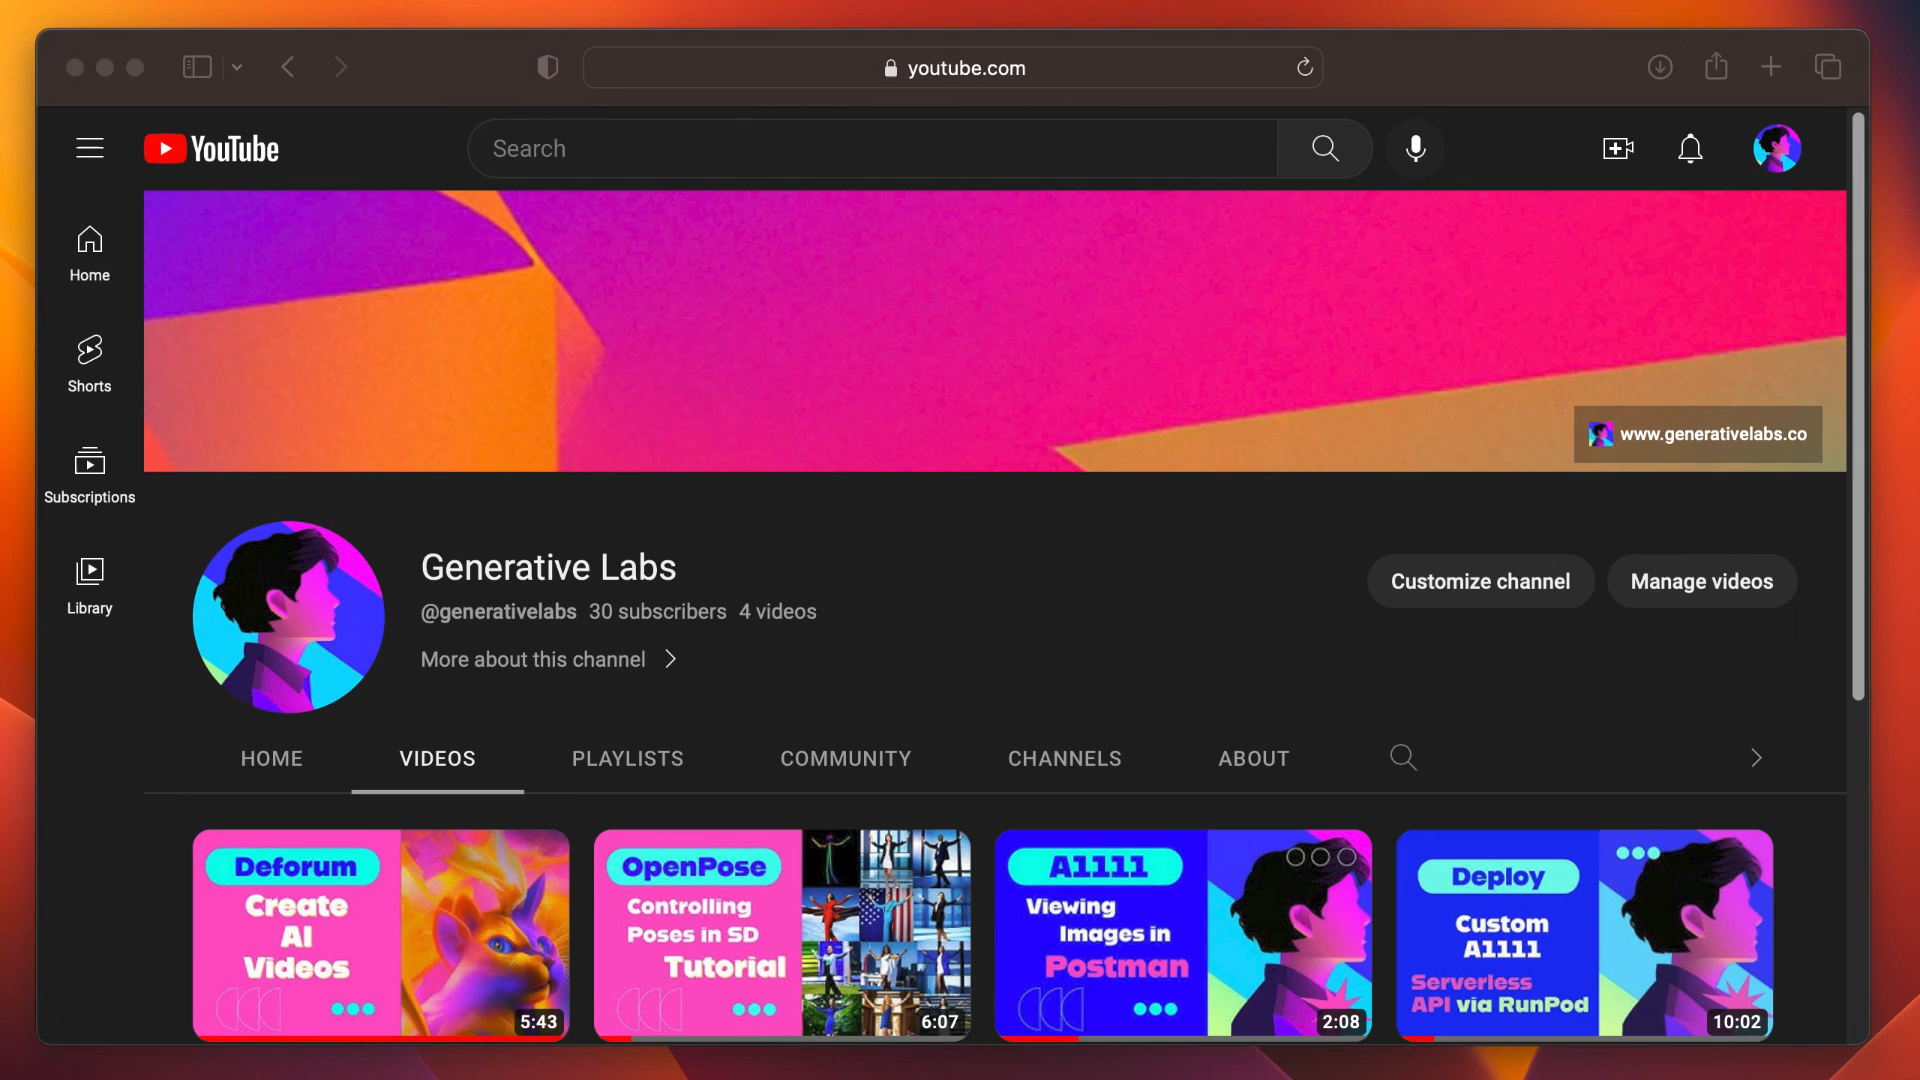 youtube.com
YouTube
Search
Home
Shorts
Subscriptions
Library
www.generativelabs.co
Generative Labs
@generativelabs 30 subscribers 4 videos
More about this channel
Customize channel
Manage videos
HOME
VIDEOS
PLAYLISTS
COMMUNITY
CHANNELS
ABOUT
Deforum
Create
AI
Videos
5:43
OpenPose
Controlling
Poses in SD
Tutorial
6:07
A1111
Viewing
Images in
Postman
2:08
Deploy
Custom
A1111
Serverless
API via RunPod
10:02